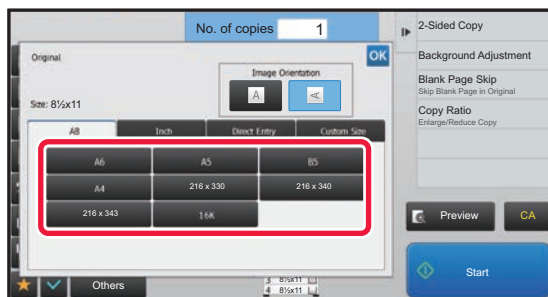 No. of copies 1
2-Sided Copy
Original
OK
Background Adjustment
Image Orientation
A A
Blank Page Skip
Skip Blank Page in Original
Size: 8½x11
Copy Ratio
Enlarge/Reduce Copy
AB Inch Direct Entry Custom Size
A6 A5 B5
A4 216 x 330 216 x 340
216 x 343 16K
Preview CA
Others
3 8½x11
4 8½x11
Start